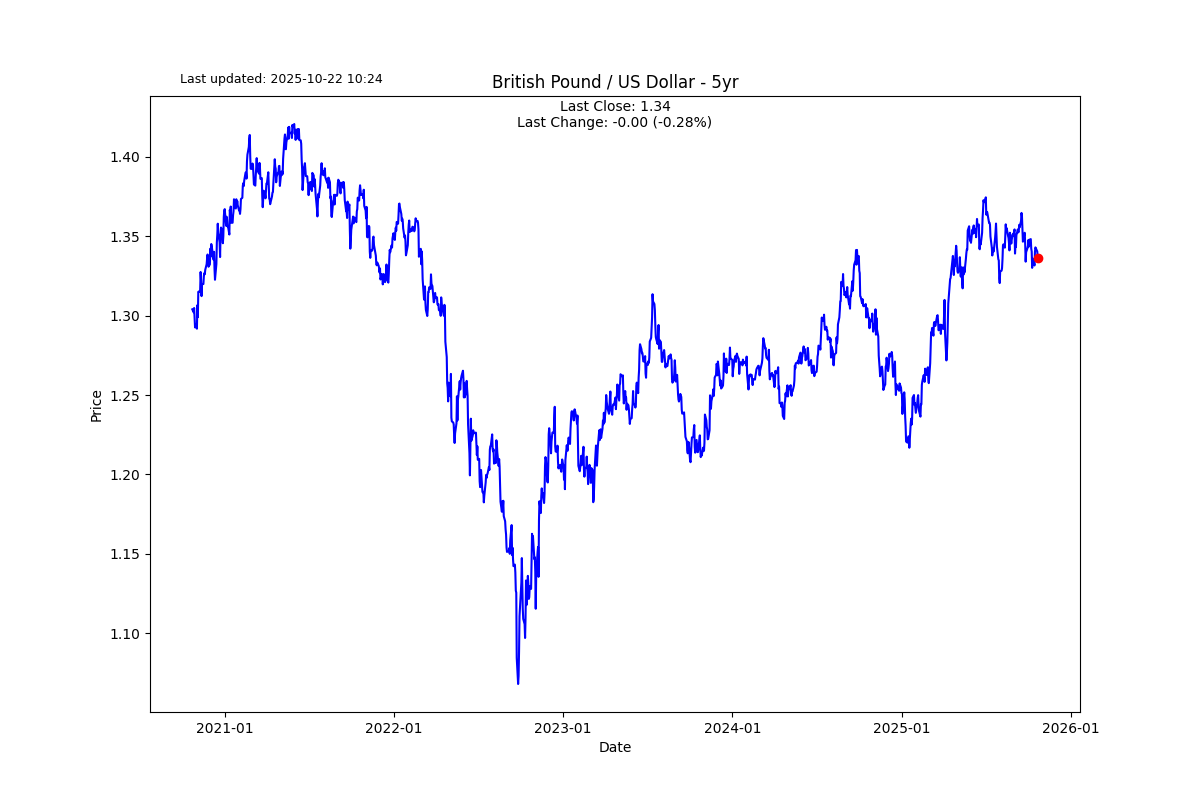 Last updated: 2025-10-22 10:24
British Pound / US Dollar - 5yr
Last Close: 1.34
Last Change: -0.00 (-0.28%)
1.40
1.35
1.30
1.25
1.20
1.15
1.10
Price
2021-01
2022-01
2023-01
2024-01
2025-01
2026-01
Date